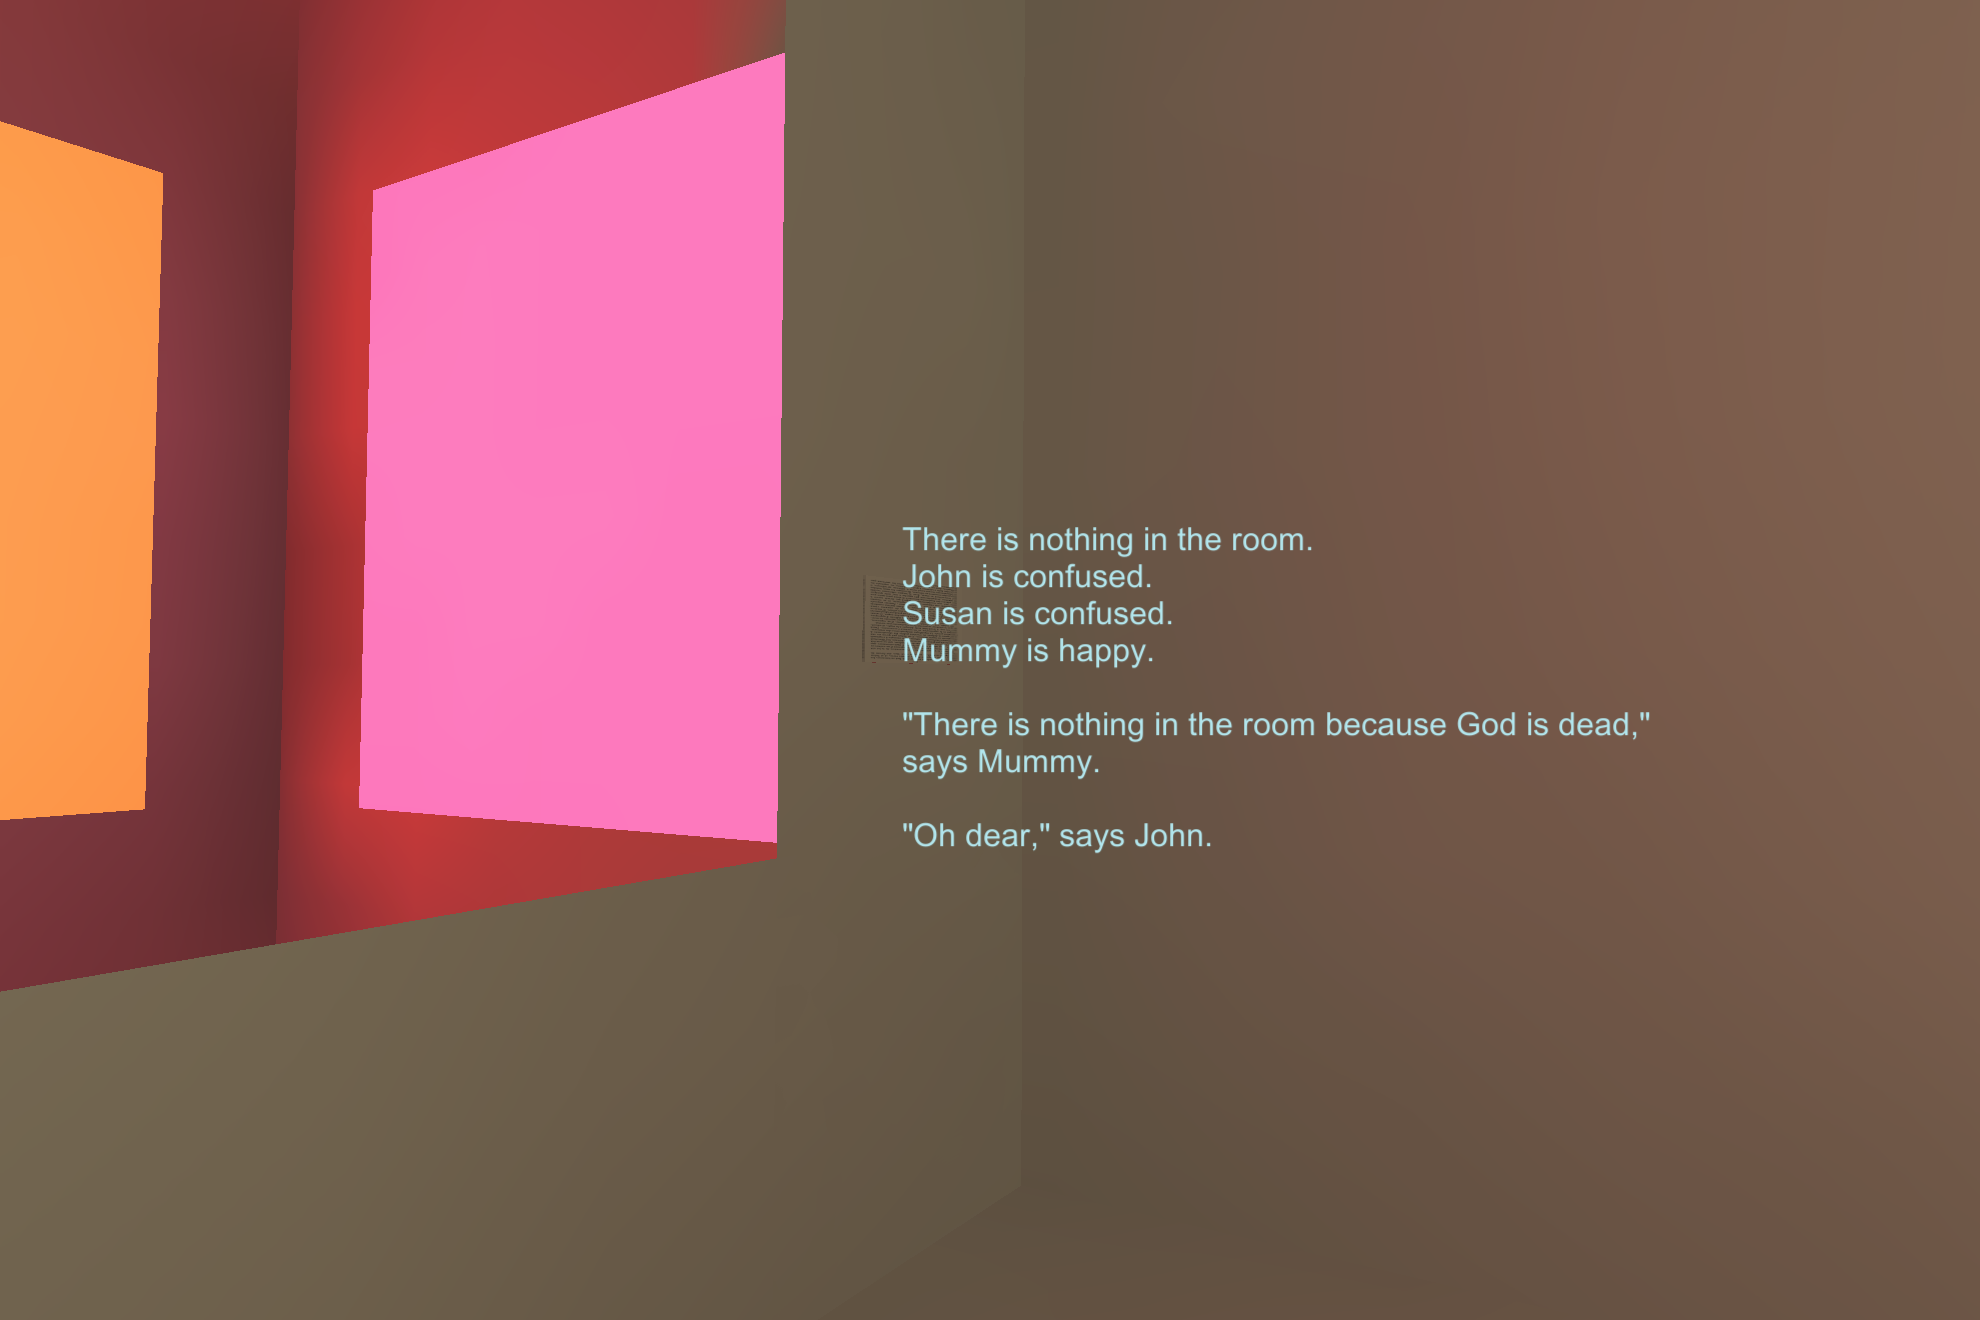 There is nothing in the room.
John is confused.
Susan is confused.
Mummy is happy.
"There is nothing in the room because God is dead,"
says Mummy.
"Oh dear," says John.